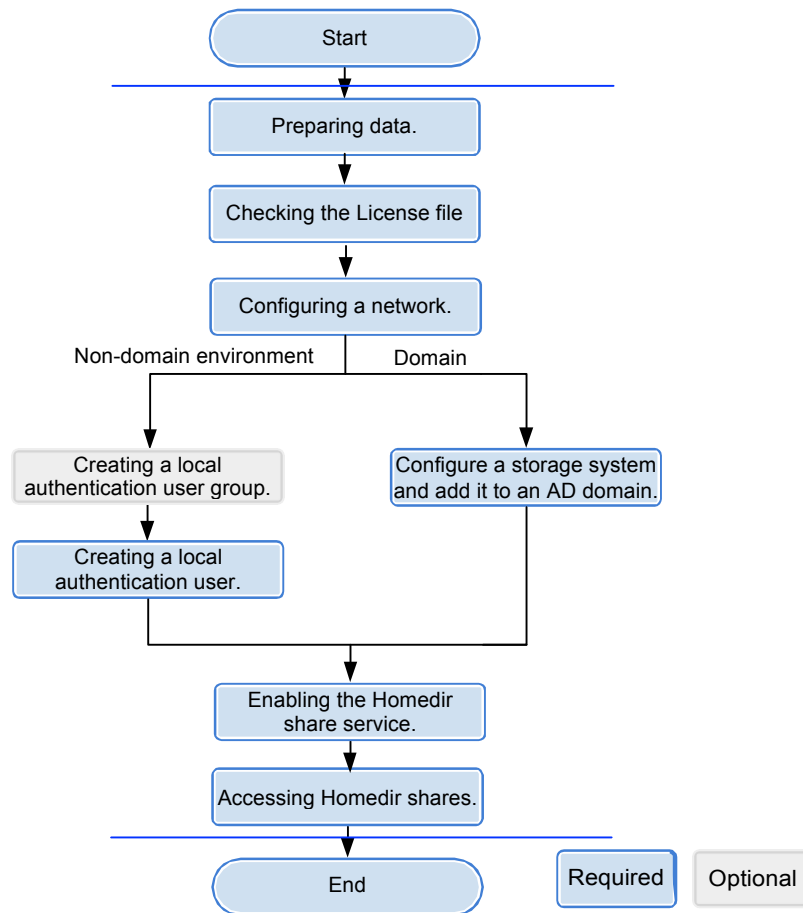 Start
Preparing data.
Checking the License file
Configuring a network.
Non-domain environment
Domain
Creating a local
authentication user group.
Configure a storage system
and add it to an AD domain.
Creating a local
authentication user.
Enabling the Homedir
share service.
Accessing Homedir shares.
End
Required
Optional